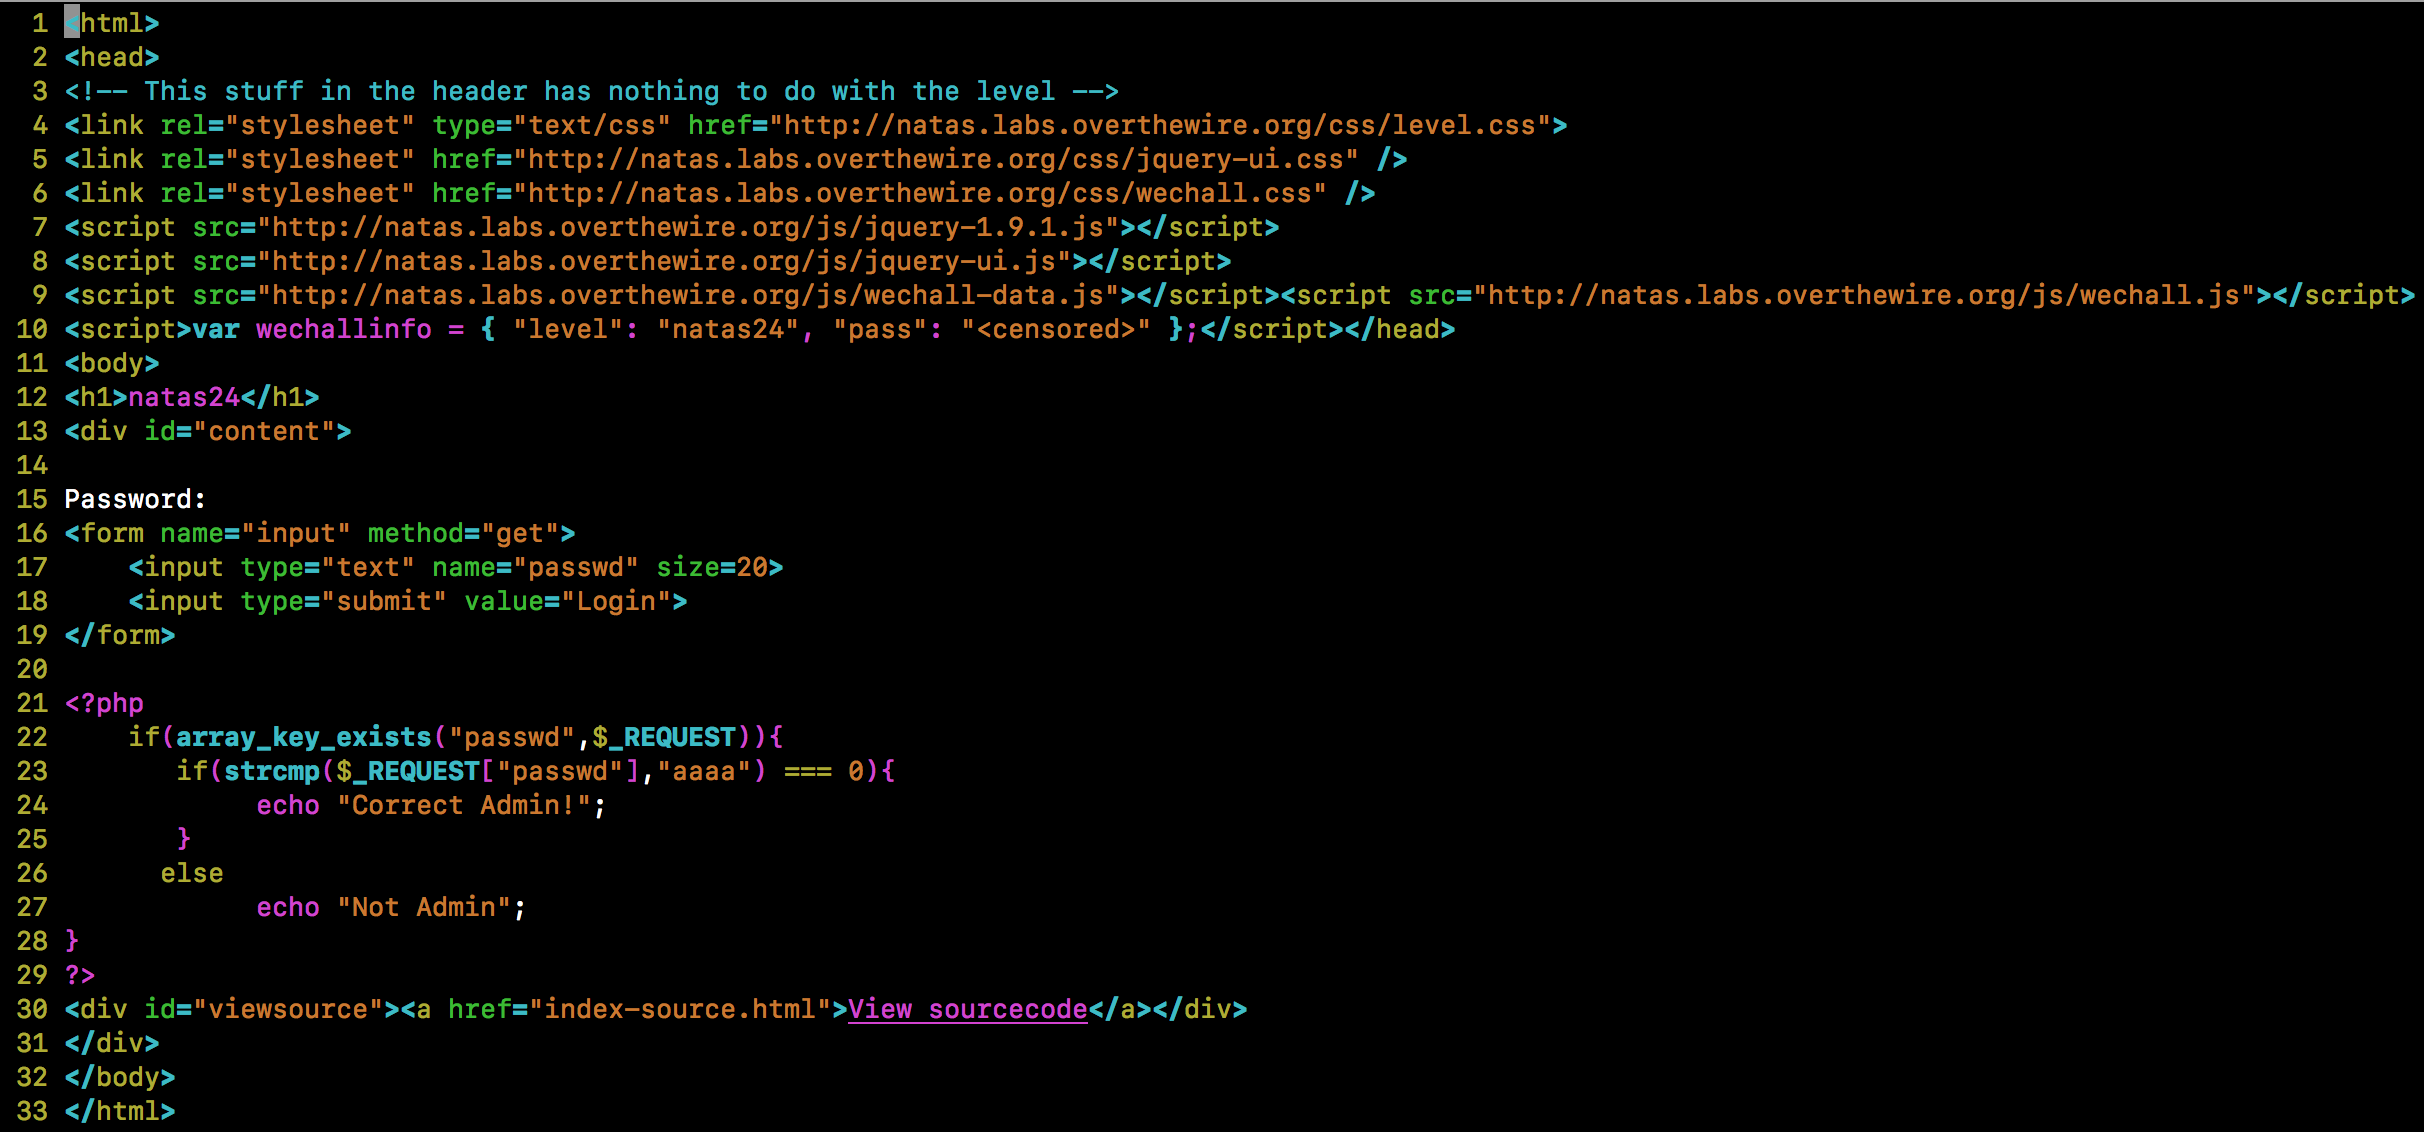 1 <html>
2 <head>
3 <!-- This stuff in the header has nothing to do with the level -->
4 <link rel="stylesheet" type="text/css" href="http://natas.labs.overthewire.org/css/level.css">
5 <link rel="stylesheet" href="http://natas.labs.overthewire.org/css/jquery-ui.css" />
6 <link rel="stylesheet" href="http://natas.labs.overthewire.org/css/wechall.css" />
7 <script src="http://natas.labs.overthewire.org/js/jquery-1.9.1.js"></script>
8 <script src="http://natas.labs.overthewire.org/js/jquery-ui.js"></script>
9 <script src="http://natas.labs.overthewire.org/js/wechall-data.js"></script><script src="http://natas.labs.overthewire.org/js/wechall.js"></script>
10 <script>var wechallinfo = { "level": "natas24", "pass": "<censored>" };</script></head>
11 <body>
12 <h1>natas24</h1>
13 <div id="content">
14
15 Password:
16 <form name="input" method="get">
17     <input type="text" name="passwd" size=20>
18     <input type="submit" value="Login">
19 </form>
20
21 <?php
22     if(array_key_exists("passwd",$_REQUEST)){
23        if(strcmp($_REQUEST["passwd"],"aaaa") === 0){
24             echo "Correct Admin!";
25        }
26       else
27             echo "Not Admin";
28 }
29 ?>
30 <div id="viewsource"><a href="index-source.html">View sourcecode</a></div>
31 </div>
32 </body>
33 </html>